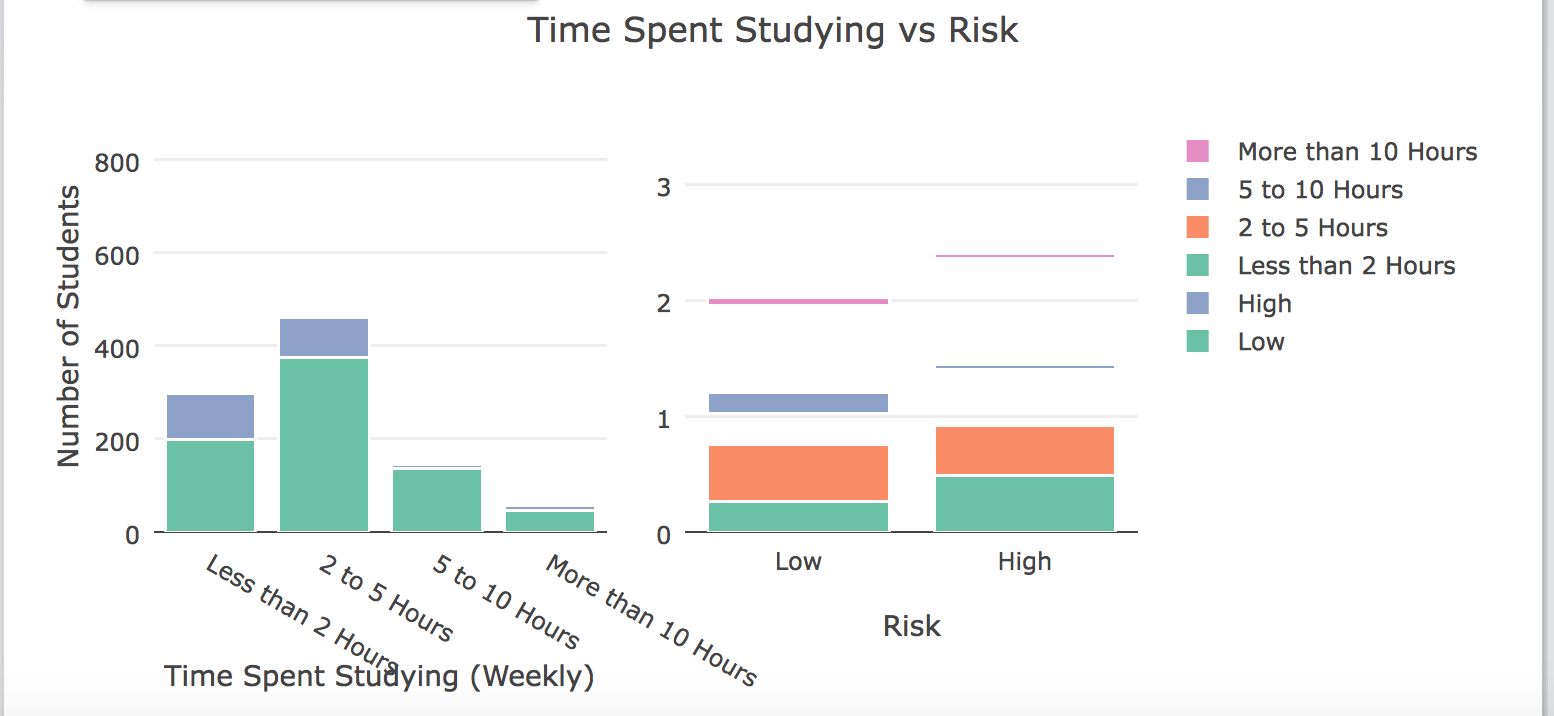 Time Spent Studying vs Risk
Number of Students
800
600
400
200
0
Less than 2 Hours
2 to 5 Hours
5 to 10 Hours
More than 10 Hours
Time Spent Studying (Weekly)
3
2
1
0
Low
High
Risk
More than 10 Hours
5 to 10 Hours
2 to 5 Hours
Less than 2 Hours
High
Low